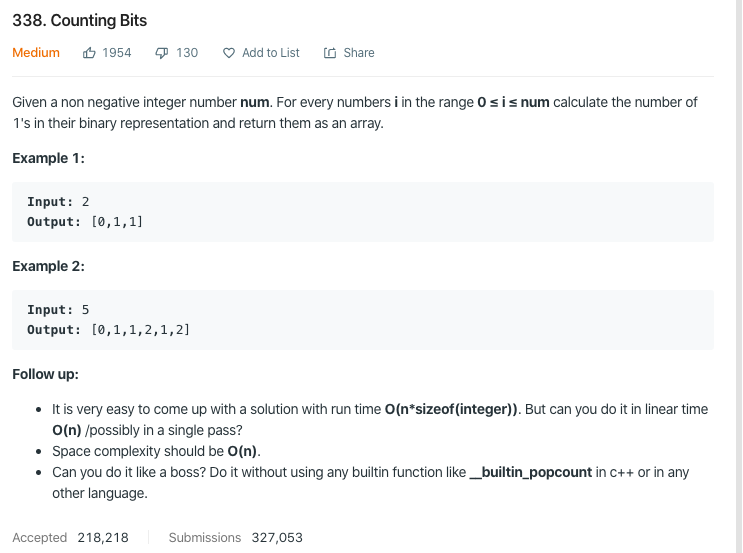 338. Counting Bits
Medium 1954 130 Add to List Share
Given a non negative integer number num. For every numbers i in the range 0 ≤ i ≤ num calculate the number of
1's in their binary representation and return them as an array.
Example 1:
Input: 2
Output: [0,1,1]
Example 2:
Input: 5
Output: [0,1,1,2,1,2]
Follow up:
• It is very easy to come up with a solution with run time O(n*sizeof(integer)). But can you do it in linear time
O(n) /possibly in a single pass?
• Space complexity should be O(n).
• Can you do it like a boss? Do it without using any builtin function like __builtin_popcount in c++ or in any
other language.
Accepted 218,218 Submissions 327,053